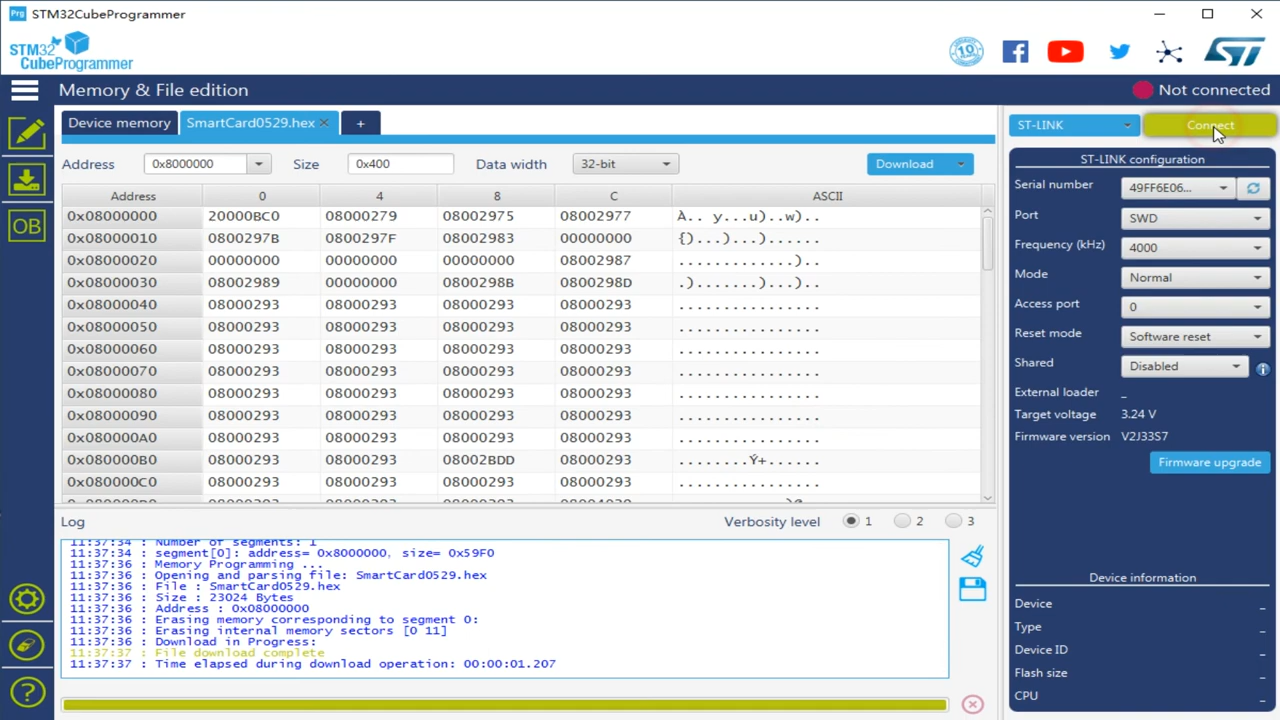 Prg STM32CubeProgrammer
STM32
CubeProgrammer
10
Memory & File edition
Not connected
Device memory SmartCard0529.hex × +
ST-LINK Connect
Address 0x8000000 Size 0x400 Data width 32-bit Download
Address 0 4 8 C ASCII
0x08000000 20000BC0 08000279 08002975 08002977 À.. y...u)..w)..
0x08000010 0800297B 0800297F 08002983 00000000 {)...)...)......
0x08000020 00000000 00000000 00000000 08002987 .............)..
0x08000030 08002989 00000000 0800298B 0800298D .).......)...)..
0x08000040 08000293 08000293 08000293 08000293 ................
0x08000050 08000293 08000293 08000293 08000293 ................
0x08000060 08000293 08000293 08000293 08000293 ................
0x08000070 08000293 08000293 08000293 08000293 ................
0x08000080 08000293 08000293 08000293 08000293 ................
0x08000090 08000293 08000293 08000293 08000293 ................
0x080000A0 08000293 08000293 08000293 08000293 ................
0x080000B0 08000293 08000293 08002BDD 08000293 ........Ý+......
0x080000C0 08000293 08000293 08000293 08000293 ................
ST-LINK configuration
Serial number 49FF6E06...
Port SWD
Frequency (kHz) 4000
Mode Normal
Access port 0
Reset mode Software reset
Shared Disabled
External loader _
Target voltage 3.24 V
Firmware version V2J33S7
Firmware upgrade
Log Verbosity level 1 2 3
11:37:34 : Number of segments: 1
11:37:34 : segment[0]: address= 0x8000000, size= 0x59F0
11:37:36 : Memory Programming ...
11:37:36 : Opening and parsing file: SmartCard0529.hex
11:37:36 : File : SmartCard0529.hex
11:37:36 : Size : 23024 Bytes
11:37:36 : Address : 0x08000000
11:37:36 : Erasing memory corresponding to segment 0:
11:37:36 : Erasing internal memory sectors [0 11]
11:37:36 : Download in Progress:
11:37:37 : File download complete
11:37:37 : Time elapsed during download operation: 00:00:01.207
Device information
Device _
Type _
Device ID _
Flash size _
CPU _
OB
?